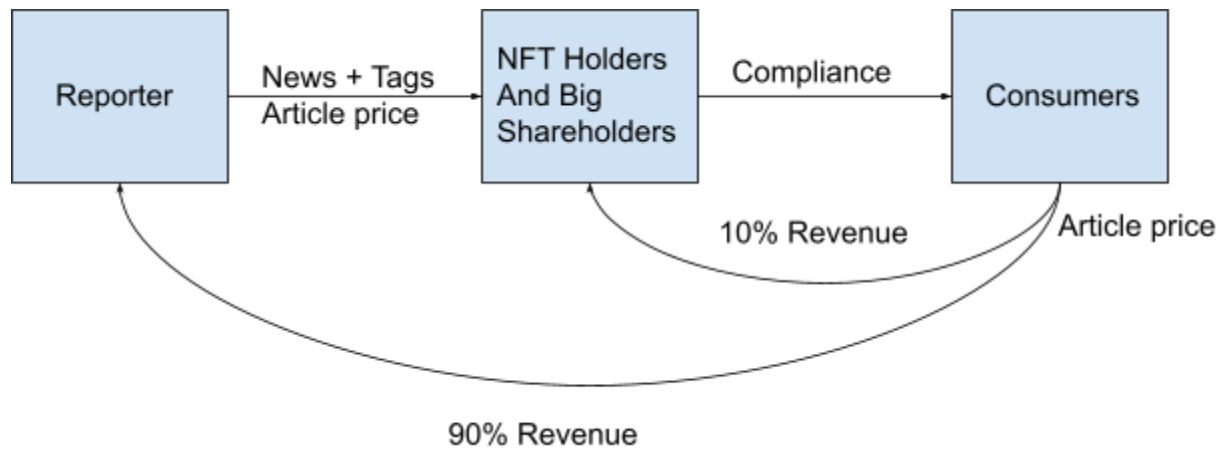 Reporter
News + Tags
Article price
NFT Holders
And Big
Shareholders
Compliance
Consumers
10% Revenue
Article price
90% Revenue